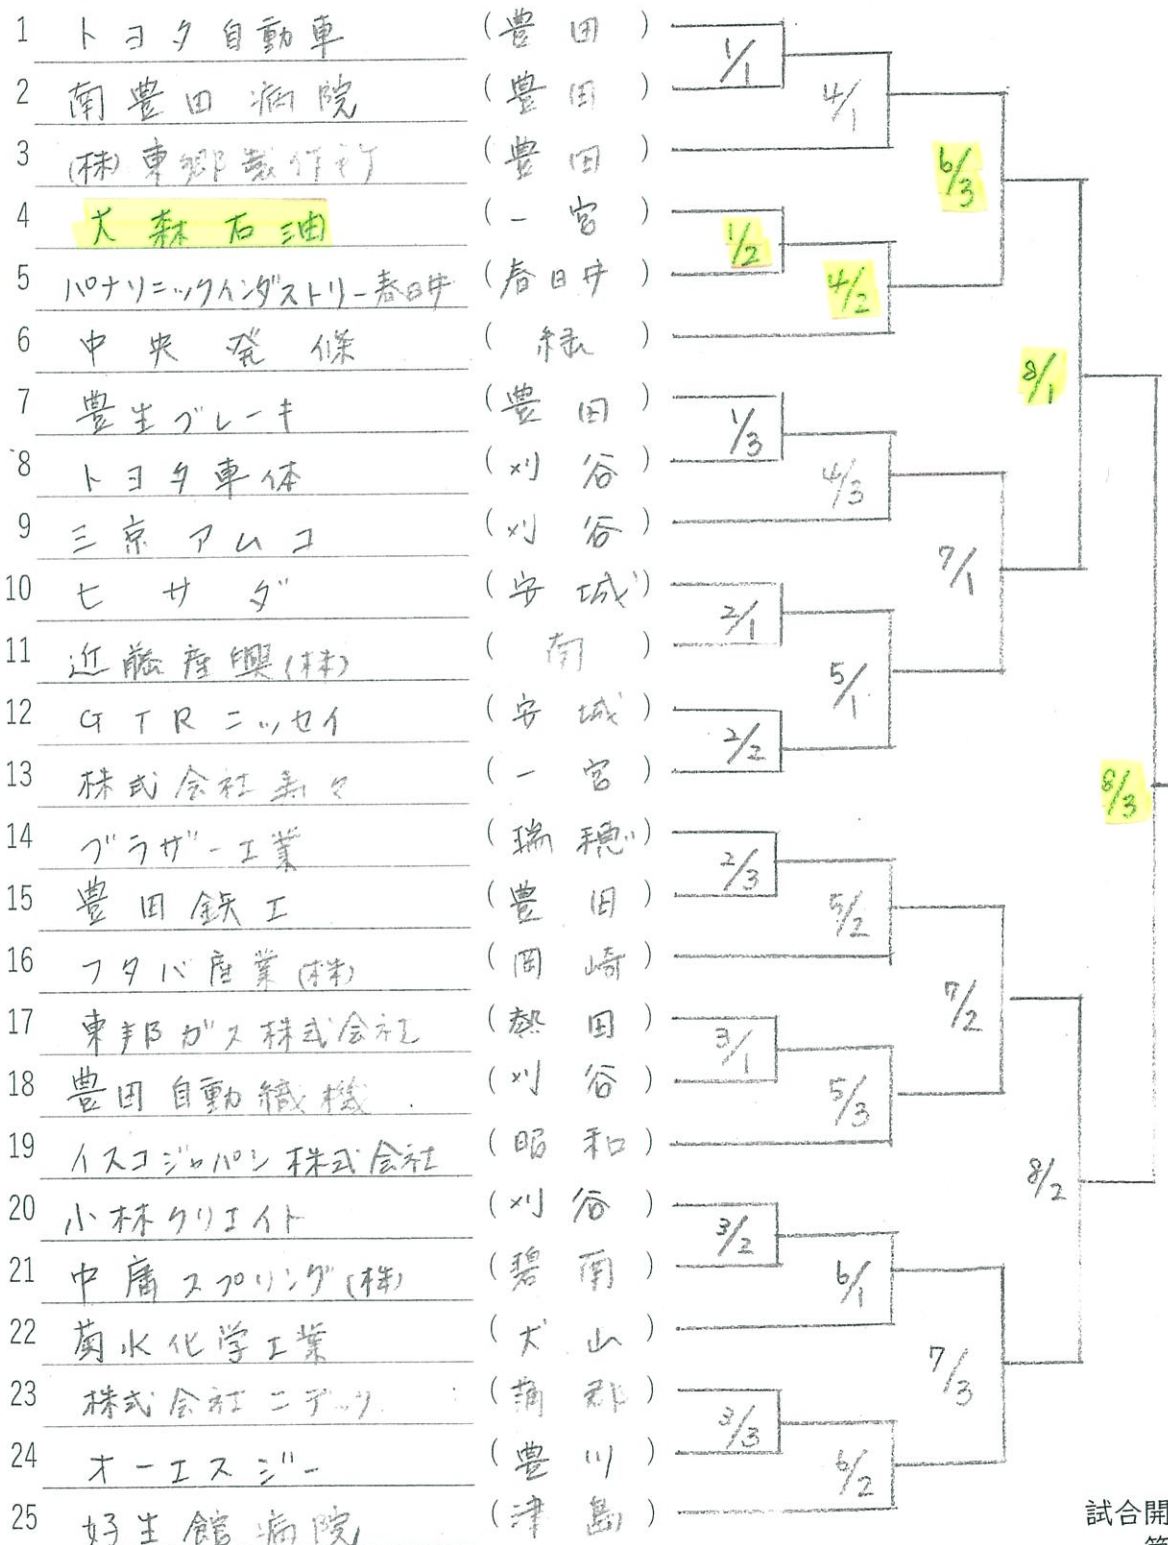 1 トヨタ自動車 (豊田)
1/1
2 南豊田病院 (豊田)
4/1
3 (株)東郷製作所 (豊田)
6/3
4 大森石油 (一宮)
1/2
5 パナソニックインダストリー春日井 (春日井)
4/2
6 中央発條 (緑)
8/1
7 豊生ブレーキ (豊田)
1/3
8 トヨタ車体 (刈谷)
4/3
9 三京アムコ (刈谷)
7/1
10 ヒサダ (安城)
2/1
11 近藤産興(株) (南)
5/1
12 GTRニッセイ (安城)
2/2
13 株式会社壽々 (一宮)
8/3
14 ブラザー工業 (瑞穂)
2/3
15 豊田鉄工 (豊田)
5/2
16 フタバ産業(株) (岡崎)
7/2
17 東邦ガス株式会社 (熱田)
3/1
18 豊田自動織機 (刈谷)
5/3
19 イスコジャパン株式会社 (昭和)
8/2
20 小林クリエイト (刈谷)
3/2
21 中庸スプリング(株) (碧南)
6/1
22 菊水化学工業 (犬山)
7/3
23 株式会社ニデック (蒲郡)
3/3
24 オーエスジー (豊川)
6/2
25 好生館病院 (津島)
試合開